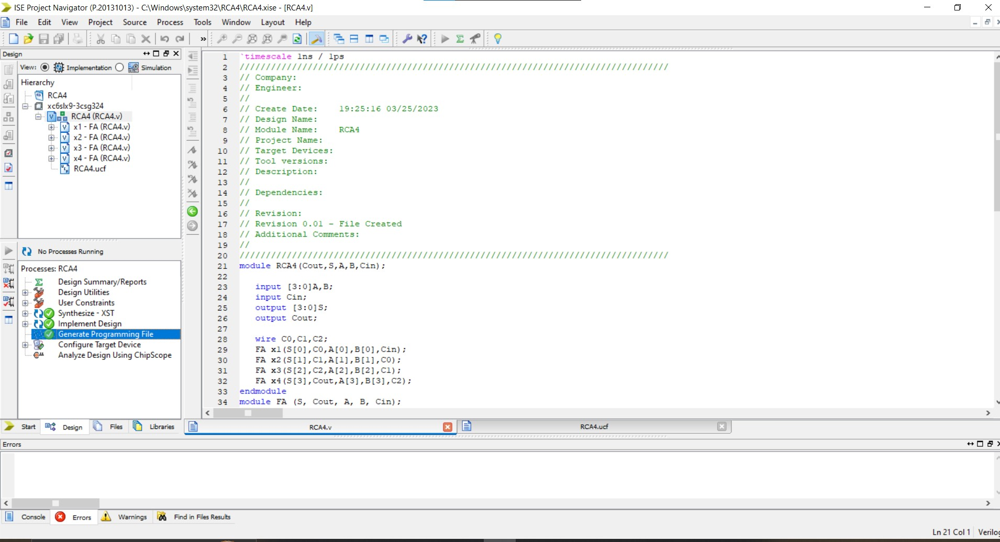 ISE Project Navigator (P.20131013) - C:\Windows\system32\RCA4\RCA4.xise - [RCA4.v]
File Edit View Project Source Process Tools Window Layout Help
Design
View: Implementation Simulation
Hierarchy
RCA4
xc6slx9-3csg324
RCA4 (RCA4.v)
x1 - FA (RCA4.v)
x2 - FA (RCA4.v)
x3 - FA (RCA4.v)
x4 - FA (RCA4.v)
RCA4.ucf
No Processes Running
Processes: RCA4
Design Summary/Reports
Design Utilities
User Constraints
Synthesize - XST
Implement Design
Generate Programming File
Configure Target Device
Analyze Design Using ChipScope
Start Design Files Libraries
1 `timescale 1ns / 1ps
2 //////////////////////////////////////////////////////////////////////////////////
3 // Company:
4 // Engineer:
5 //
6 // Create Date: 19:25:16 03/25/2023
7 // Design Name:
8 // Module Name: RCA4
9 // Project Name:
10 // Target Devices:
11 // Tool versions:
12 // Description:
13 //
14 // Dependencies:
15 //
16 // Revision:
17 // Revision 0.01 - File Created
18 // Additional Comments:
19 //
20 //////////////////////////////////////////////////////////////////////////////////
21 module RCA4(Cout,S,A,B,Cin);
22
23 input [3:0]A,B;
24 input Cin;
25 output [3:0]S;
26 output Cout;
27
28 wire C0,C1,C2;
29 FA x1(S[0],C0,A[0],B[0],Cin);
30 FA x2(S[1],C1,A[1],B[1],C0);
31 FA x3(S[2],C2,A[2],B[2],C1);
32 FA x4(S[3],Cout,A[3],B[3],C2);
33 endmodule
34 module FA (S, Cout, A, B, Cin);
RCA4.v RCA4.ucf
Errors
Console Errors Warnings Find in Files Results
Ln 21 Col 1 Verilog